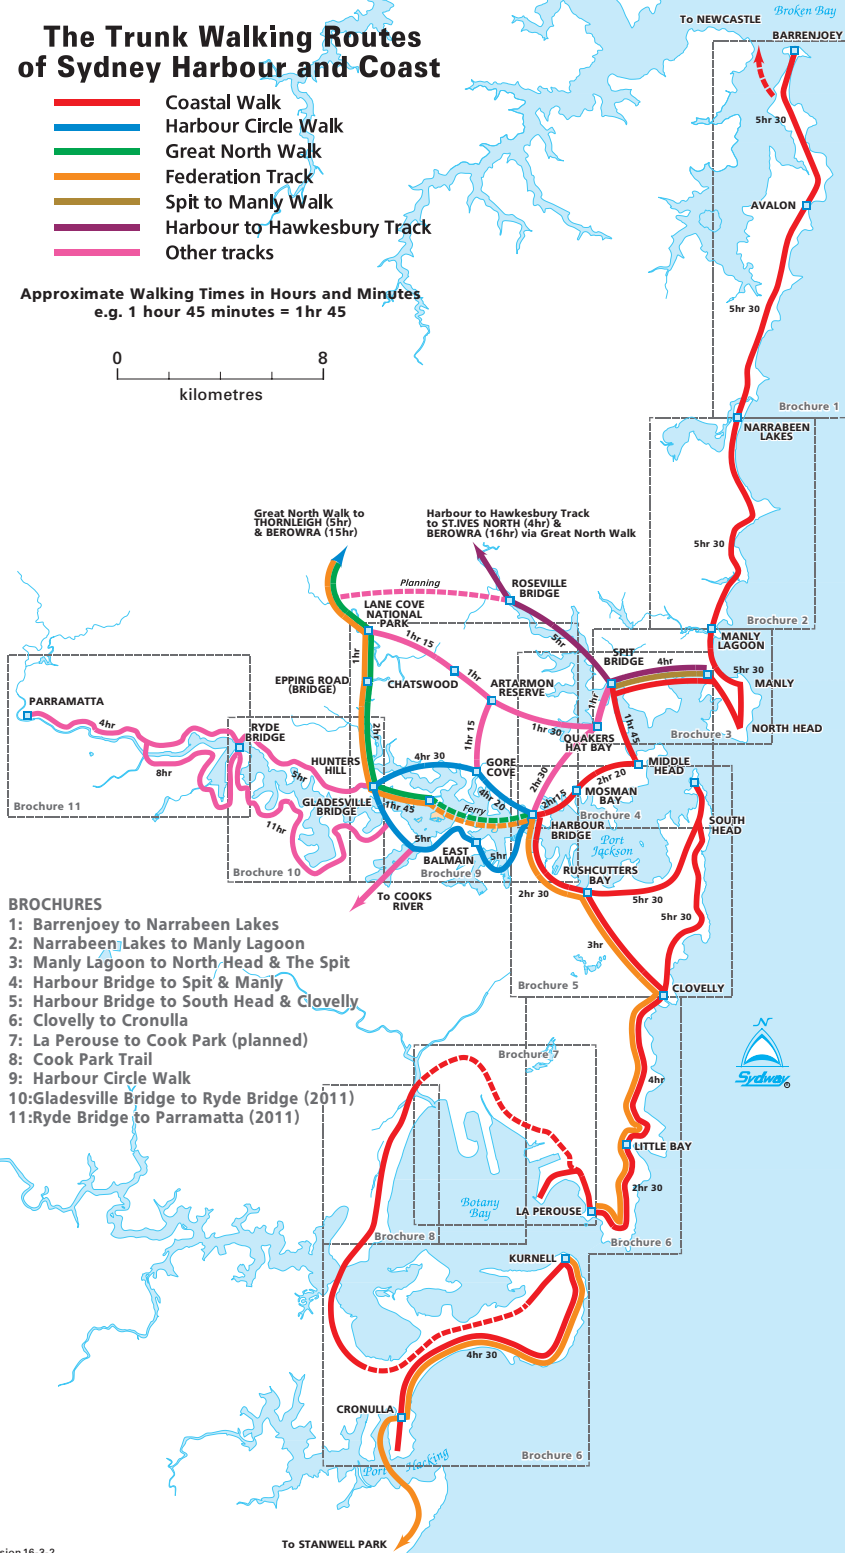 The Trunk Walking Routes
of Sydney Harbour and Coast
Coastal Walk
Harbour Circle Walk
Great North Walk
Federation Track
Spit to Manly Walk
Harbour to Hawkesbury Track
Other tracks
Approximate Walking Times in Hours and Minutes
e.g. 1 hour 45 minutes = 1hr 45
0 8
kilometres
Broken Bay
To NEWCASTLE
BARRENJOEY
5hr 30
AVALON
5hr 30
Brochure 1
NARRABEEN
LAKES
5hr 30
Brochure 2
MANLY
LAGOON
Great North Walk to
THORNLEIGH (5hr)
& BEROWRA (15hr)
Harbour to Hawkesbury Track
to ST.IVES NORTH (4hr) &
BEROWRA (16hr) via Great North Walk
Planning
ROSEVILLE
BRIDGE
LANE COVE
NATIONAL
PARK
1hr 15
5hr
1hr
SPIT
BRIDGE
4hr
5hr 30
MANLY
EPPING ROAD
(BRIDGE)
CHATSWOOD
1hr
ARTARMON
RESERVE
1hr
PARRAMATTA
4hr
RYDE
BRIDGE
2hr
1hr 15
1hr 30
QUAKERS
HAT BAY
1hr 45
NORTH HEAD
Brochure 3
8hr
5hr
HUNTERS
HILL
4hr 30
GORE
COVE
2hr30
2hr 20
MIDDLE
HEAD
Brochure 11
GLADESVILLE
BRIDGE
1hr 45
Ferry
4hr 20
2hr15
MOSMAN
BAY
Brochure 4
SOUTH
HEAD
11hr
5hr
EAST
BALMAIN
5hr
HARBOUR
BRIDGE
Port
Jackson
Brochure 10
Brochure 9
RUSHCUTTERS
BAY
To COOKS
RIVER
2hr 30
5hr 30
5hr 30
3hr
Brochure 5
CLOVELLY
BROCHURES
1: Barrenjoey to Narrabeen Lakes
2: Narrabeen Lakes to Manly Lagoon
3: Manly Lagoon to North Head & The Spit
4: Harbour Bridge to Spit & Manly
5: Harbour Bridge to South Head & Clovelly
6: Clovelly to Cronulla
7: La Perouse to Cook Park (planned)
8: Cook Park Trail
9: Harbour Circle Walk
10:Gladesville Bridge to Ryde Bridge (2011)
11:Ryde Bridge to Parramatta (2011)
N
Sydway
Brochure 7
4hr
LITTLE BAY
2hr 30
Botany
Bay
LA PEROUSE
Brochure 8
Brochure 6
KURNELL
4hr 30
CRONULLA
Port Hacking
Brochure 6
To STANWELL PARK
sion 16-3-2